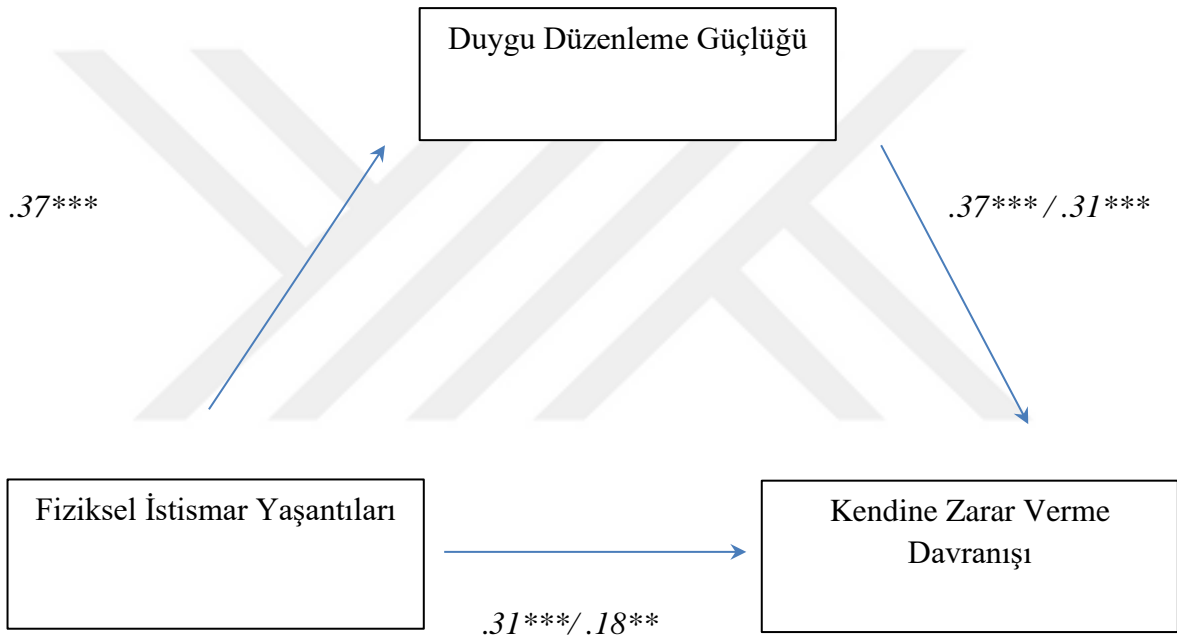 Duygu Düzenleme Güçlüğü
.37***
.37*** / .31***
Fiziksel İstismar Yaşantıları
Kendine Zarar Verme
Davranışı
.31***/ .18**